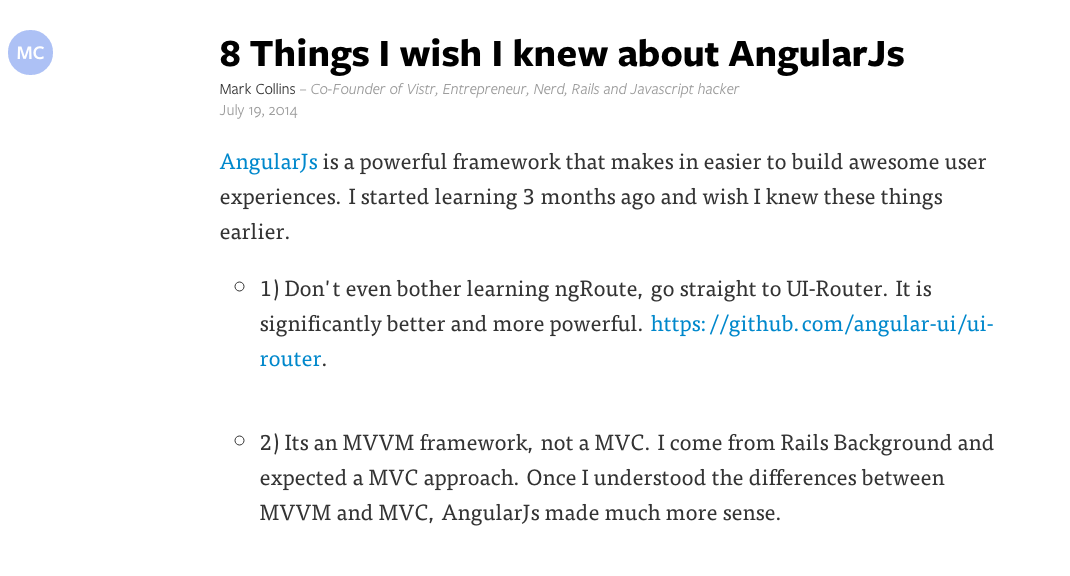 MC
8 Things I wish I knew about AngularJs
Mark Collins – Co-Founder of Vistr, Entrepreneur, Nerd, Rails and Javascript hacker
July 19, 2014
AngularJs is a powerful framework that makes in easier to build awesome user
experiences. I started learning 3 months ago and wish I knew these things
earlier.
1) Don't even bother learning ngRoute, go straight to UI-Router. It is
significantly better and more powerful. https://github.com/angular-ui/ui-
router.
2) Its an MVVM framework, not a MVC. I come from Rails Background and
expected a MVC approach. Once I understood the differences between
MVVM and MVC, AngularJs made much more sense.